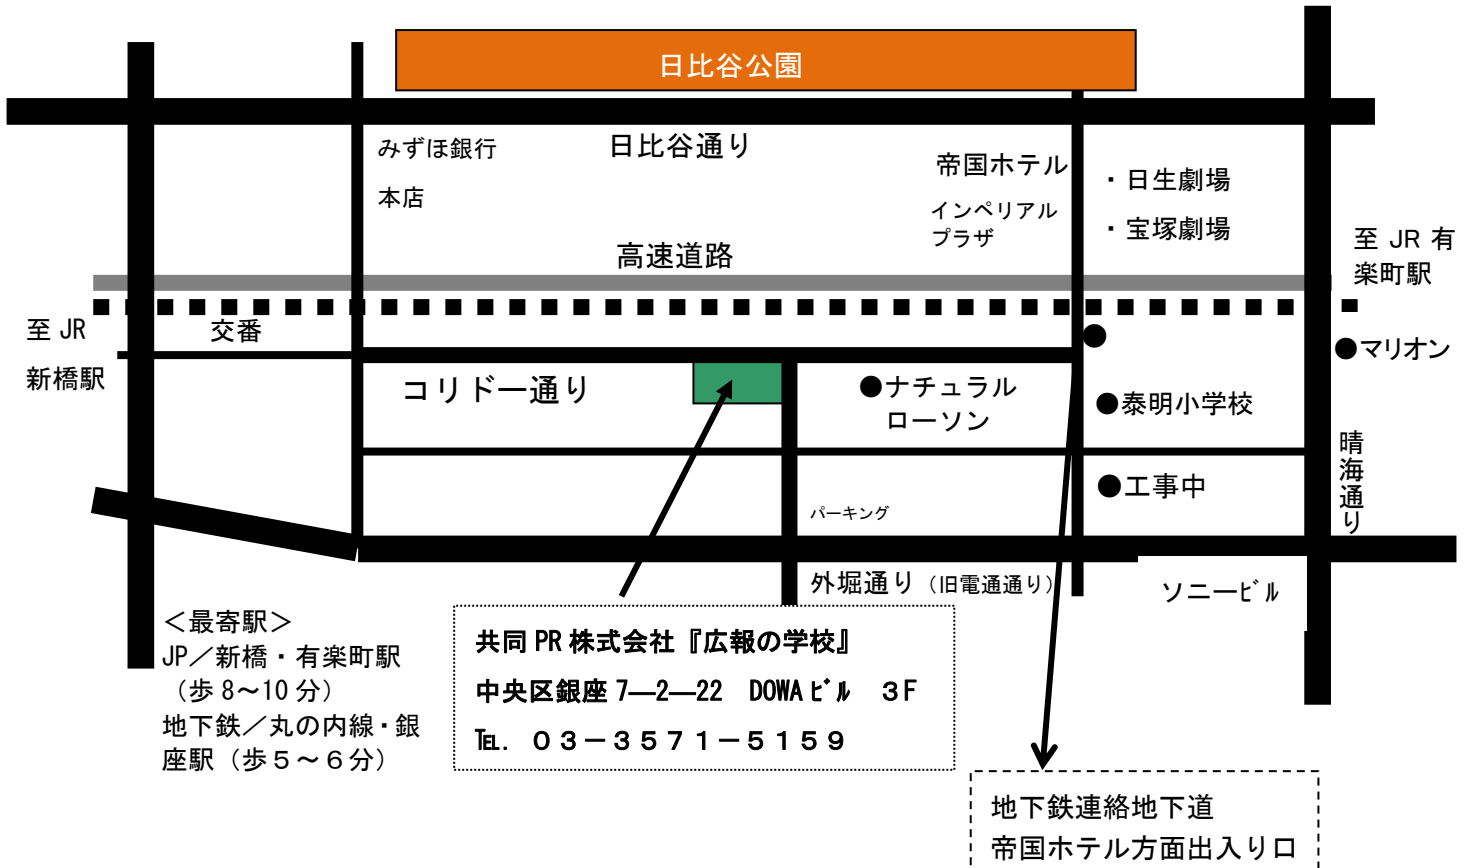 日比谷公園
みずほ銀行
本店
日比谷通り
帝国ホテル
インペリアル
プラザ
・日生劇場
・宝塚劇場
高速道路
至 JR 有
楽町駅
至 JR
新橋駅
交番
●マリオン
コリドー通り
●ナチュラル
ローソン
●泰明小学校
晴海通り
●工事中
パーキング
外堀通り（旧電通通り）
ソニービル
＜最寄駅＞
JP／新橋・有楽町駅
（歩 8～10 分）
地下鉄／丸の内線・銀
座駅（歩５～６分）
共同 PR 株式会社『広報の学校』
中央区銀座 7―2―22　DOWA ビル　３F
℡．０３－３５７１－５１５９
地下鉄連絡地下道
帝国ホテル方面出入り口